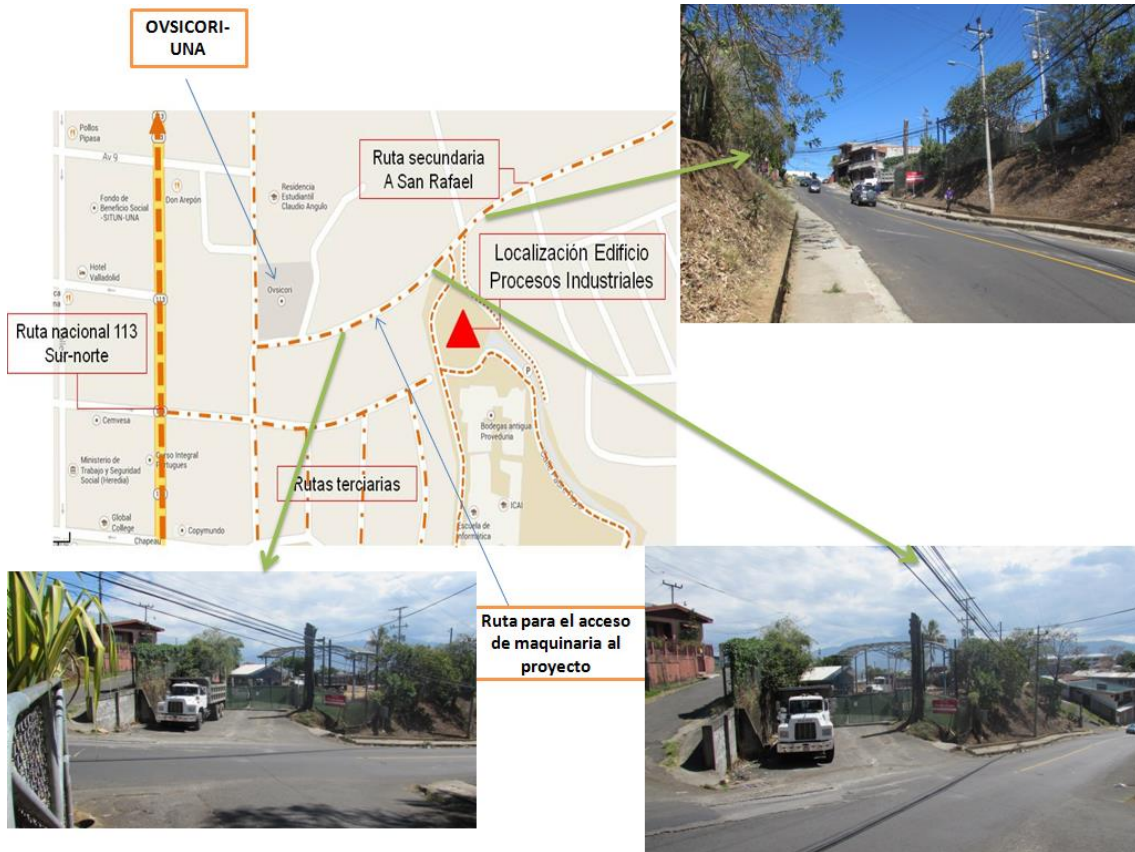 OVSICORI-
UNA
Pollos
Pipasa
Av 9
Fondo de
Beneficio Social
-SITUN-UNA
Don Arepón
Residencia
Estudiantil
Claudio Angulo
Ruta secundaria
A San Rafael
Hotel
Valladolid
113
Ovsicori
Localización Edificio
Procesos Industriales
Ruta nacional 113
Sur-norte
P
Cemvesa
Bodegas antigua
Proveduria
Ministerio de
Trabajo y Seguridad
Social (Heredia)
Curso Integral
Portugues
Rutas terciarias
ICAI
Global
College
Copymundo
Escuela de
Informática
Chapeau
Ruta para el acceso
de maquinaria al
proyecto